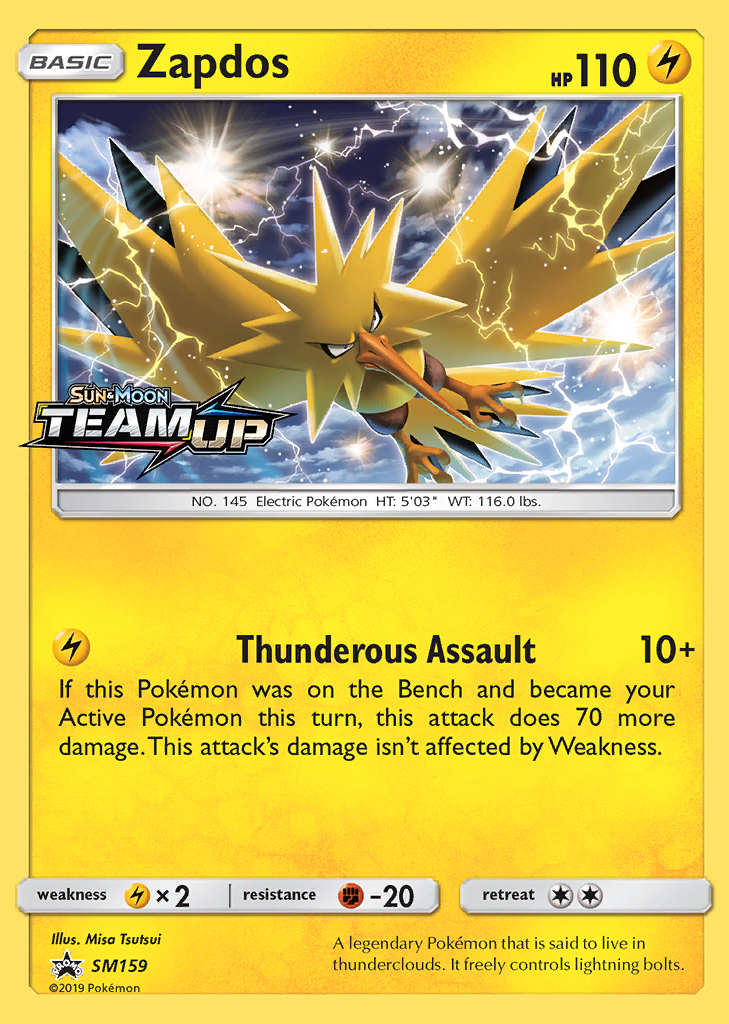 BASIC Zapdos HP 110
SUN & MOON
TEAM UP
NO. 145 Electric Pokémon HT: 5'03" WT: 116.0 lbs.
Thunderous Assault 10+
If this Pokémon was on the Bench and became your
Active Pokémon this turn, this attack does 70 more
damage. This attack's damage isn't affected by Weakness.
weakness × 2 resistance -20 retreat
Illus. Misa Tsutsui
PROMO SM159
©2019 Pokémon
A legendary Pokémon that is said to live in
thunderclouds. It freely controls lightning bolts.